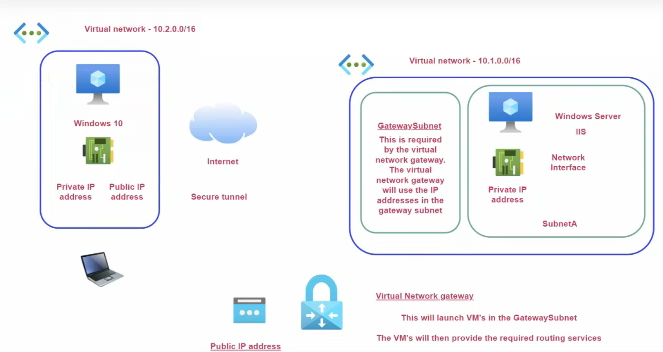 Virtual network - 10.2.0.0/16
Windows 10
Private IP
address
Public IP
address
Internet
Secure tunnel
Virtual network - 10.1.0.0/16
GatewaySubnet
This is required
by the virtual
network gateway.
The virtual
network gateway
will use the IP
addresses in the
gateway subnet
Windows Server
IIS
Network
Interface
Private IP
address
SubnetA
Virtual Network gateway
This will launch VM's in the GatewaySubnet
The VM's will then provide the required routing services
Public IP address